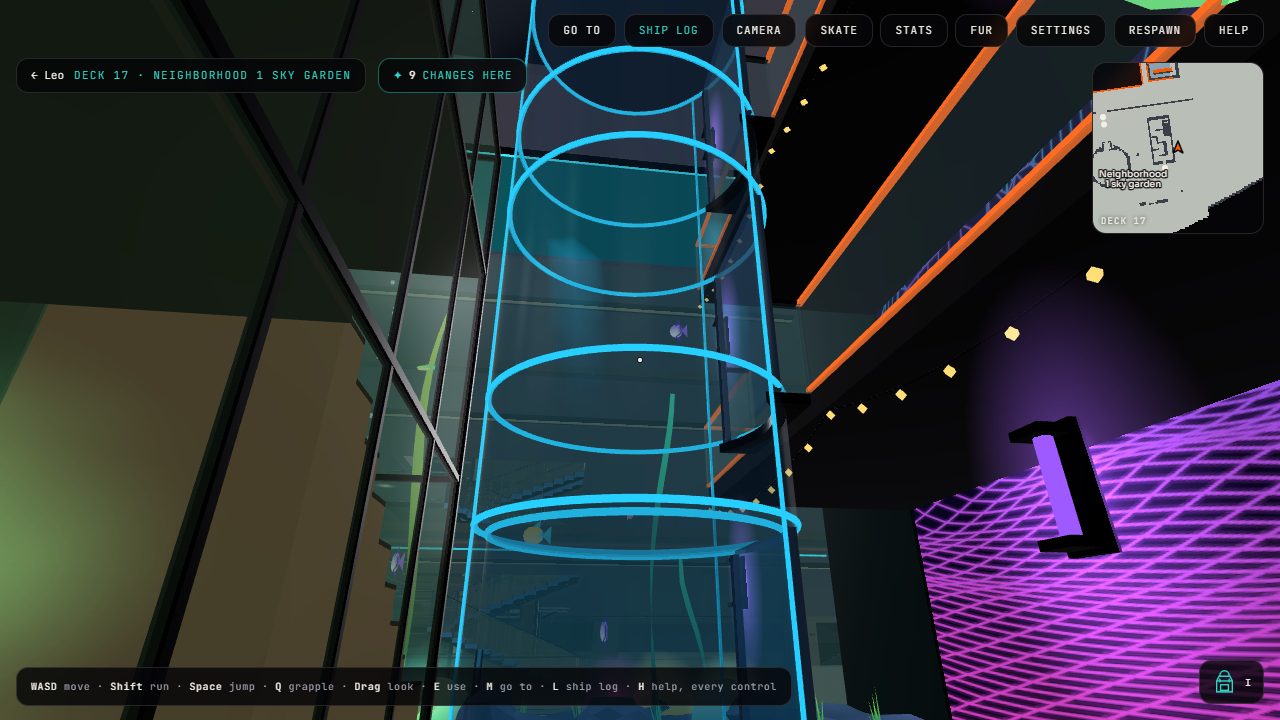 GO TO
SHIP LOG
CAMERA
SKATE
STATS
FUR
SETTINGS
RESPAWN
HELP
← Leo DECK 17 · NEIGHBORHOOD 1 SKY GARDEN
✦ 9 CHANGES HERE
Neighborhood
1 sky garden
DECK 17
WASD move · Shift run · Space jump · Q grapple · Drag look · E use · M go to · L ship log · H help, every control
I